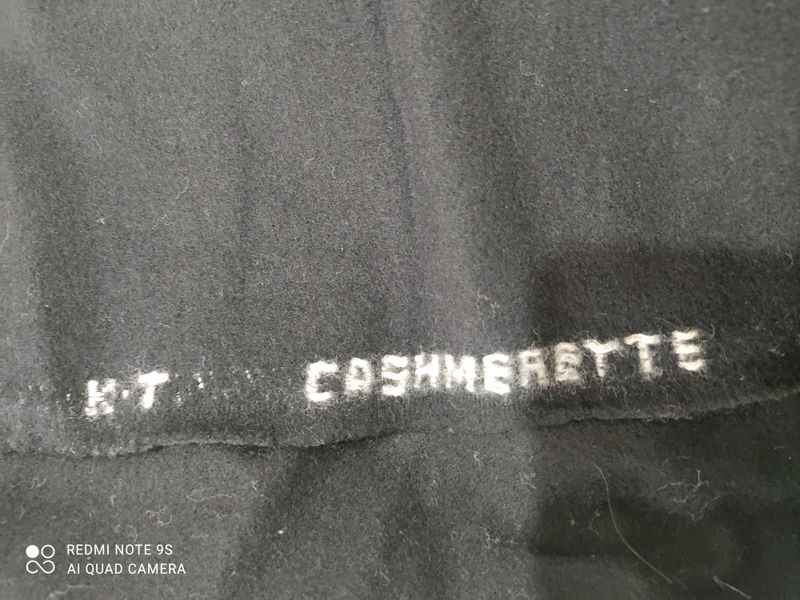 H·T CASHMERETTE
REDMI NOTE 9S
AI QUAD CAMERA